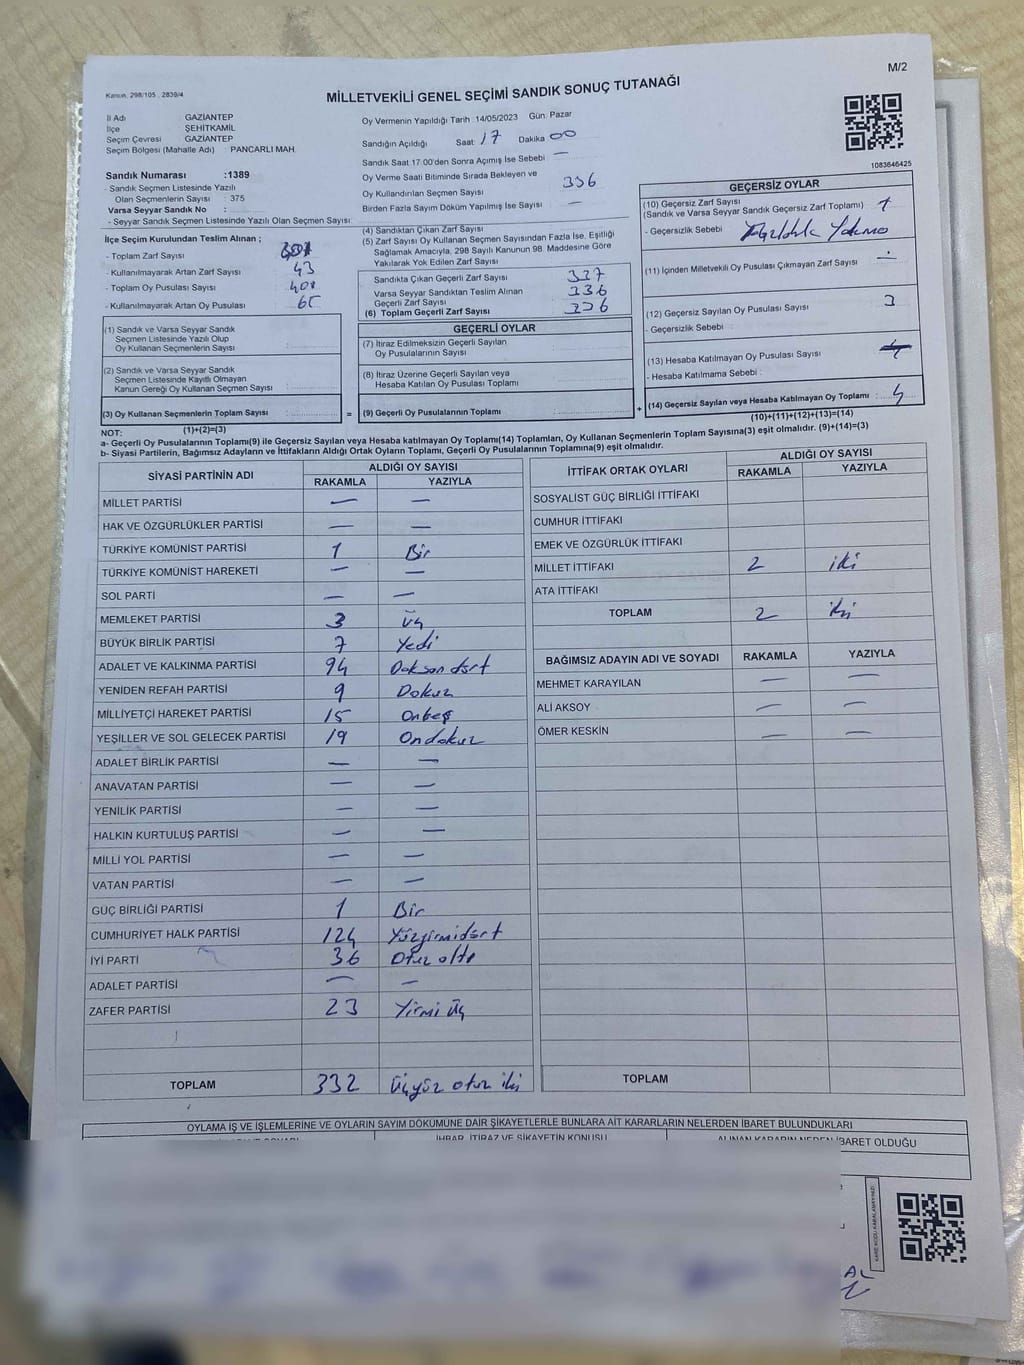 M/2
Kanun. 298/105 . 2839/4
MİLLETVEKİLİ GENEL SEÇİMİ SANDIK SONUÇ TUTANAĞI
İl Adı GAZİANTEP
İlçe ŞEHİTKAMİL
Seçim Çevresi GAZİANTEP
Seçim Bölgesi (Mahalle Adı) PANCARLI MAH.
Sandık Numarası :1389
- Sandık Seçmen Listesinde Yazılı
Olan Seçmenlerin Sayısı : 375
Varsa Seyyar Sandık No :
- Seyyar Sandık Seçmen Listesinde Yazılı Olan Seçmen Sayısı:
İlçe Seçim Kurulundan Teslim Alınan ;
- Toplam Zarf Sayısı :
- Kullanılmayarak Artan Zarf Sayısı : 43
- Toplam Oy Pusulası Sayısı : 401
- Kullanılmayarak Artan Oy Pusulası : 65
Oy Vermenin Yapıldığı Tarih 14/05/2023 Gün: Pazar
Sandığın Açıldığı Saat 17 Dakika 00
Sandık Saat 17.00'den Sonra Açımış İse Sebebi —
Oy Verme Saati Bitiminde Sırada Bekleyen ve
Oy Kullandırılan Seçmen Sayısı 336
Birden Fazla Sayım Döküm Yapılmış İse Sayısı —
(4) Sandıktan Çıkan Zarf Sayısı
(5) Zarf Sayısı Oy Kullanan Seçmen Sayısından Fazla İse, Eşitliği
Sağlamak Amacıyla, 298 Sayılı Kanunun 98. Maddesine Göre
Yakılarak Yok Edilen Zarf Sayısı
Sandıkta Çıkan Geçerli Zarf Sayısı 337
Varsa Seyyar Sandıktan Teslim Alınan
Geçerli Zarf Sayısı 336
(6) Toplam Geçerli Zarf Sayısı 336
1083646425
GEÇERSİZ OYLAR
(10) Geçersiz Zarf Sayısı
(Sandık ve Varsa Seyyar Sandık Geçersiz Zarf Toplamı) 1
- Geçersizlik Sebebi :
(11) İçinden Milletvekili Oy Pusulası Çıkmayan Zarf Sayısı : —
(12) Geçersiz Sayılan Oy Pusulası Sayısı : 3
- Geçersizlik Sebebi :
(13) Hesaba Katılmayan Oy Pusulası Sayısı
- Hesaba Katılmama Sebebi :
(14) Geçersiz Sayılan veya Hesaba Katılmayan Oy Toplamı : 4
(10)+(11)+(12)+(13)=(14)
(1) Sandık ve Varsa Seyyar Sandık
Seçmen Listesinde Yazılı Olup
Oy Kullanan Seçmenlerin Sayısı :
(2) Sandık ve Varsa Seyyar Sandık
Seçmen Listesinde Kayıtlı Olmayan
Kanun Gereği Oy Kullanan Seçmen Sayısı :
(3) Oy Kullanan Seçmenlerin Toplam Sayısı :
(1)+(2)=(3)
GEÇERLİ OYLAR
(7) İtiraz Edilmeksizin Geçerli Sayılan
Oy Pusulalarının Sayısı :
(8) İtiraz Üzerine Geçerli Sayılan veya
Hesaba Katılan Oy Pusulası Toplamı :
= (9) Geçerli Oy Pusulalarının Toplamı : +
NOT:
a- Geçerli Oy Pusulalarının Toplamı(9) ile Geçersiz Sayılan veya Hesaba katılmayan Oy Toplamı(14) Toplamları, Oy Kullanan Seçmenlerin Toplam Sayısına(3) eşit olmalıdır. (9)+(14)=(3)
b- Siyasi Partilerin, Bağımsız Adayların ve İttifakların Aldığı Ortak Oyların Toplamı, Geçerli Oy Pusulalarının Toplamına(9) eşit olmalıdır.
SİYASİ PARTİNİN ADI ALDIĞI OY SAYISI
RAKAMLA YAZIYLA
MİLLET PARTİSİ — —
HAK VE ÖZGÜRLÜKLER PARTİSİ — —
TÜRKİYE KOMÜNİST PARTİSİ 1 Bir
TÜRKİYE KOMÜNİST HAREKETİ — —
SOL PARTİ — —
MEMLEKET PARTİSİ 3 üç
BÜYÜK BİRLİK PARTİSİ 7 Yedi
ADALET VE KALKINMA PARTİSİ 94 Doksan dört
YENİDEN REFAH PARTİSİ 9 Dokuz
MİLLİYETÇİ HAREKET PARTİSİ 15 Onbeş
YEŞİLLER VE SOL GELECEK PARTİSİ 19 Ondokuz
ADALET BİRLİK PARTİSİ — —
ANAVATAN PARTİSİ — —
YENİLİK PARTİSİ — —
HALKIN KURTULUŞ PARTİSİ — —
MİLLİ YOL PARTİSİ — —
VATAN PARTİSİ — —
GÜÇ BİRLİĞİ PARTİSİ 1 Bir
CUMHURİYET HALK PARTİSİ 124 Yüzyirmidört
İYİ PARTİ 36 Otuz altı
ADALET PARTİSİ — —
ZAFER PARTİSİ 23 Yirmi üç
TOPLAM 332 üçyüz otuz iki
İTTİFAK ORTAK OYLARI ALDIĞI OY SAYISI
RAKAMLA YAZIYLA
SOSYALİST GÜÇ BİRLİĞİ İTTİFAKI
CUMHUR İTTİFAKI
EMEK VE ÖZGÜRLÜK İTTİFAKI
MİLLET İTTİFAKI 2 iki
ATA İTTİFAKI
TOPLAM 2 iki
BAĞIMSIZ ADAYIN ADI VE SOYADI RAKAMLA YAZIYLA
MEHMET KARAYILAN — —
ALİ AKSOY — —
ÖMER KESKİN — —
TOPLAM
OYLAMA İŞ VE İŞLEMLERİNE VE OYLARIN SAYIM DÖKÜMÜNE DAİR ŞİKAYETLERLE BUNLARA AİT KARARLARIN NELERDEN İBARET BULUNDUKLARI
İHBAR, İTİRAZ VE ŞİKAYETİN KONUSU ALINAN KARARIN NEDEN İBARET OLDUĞU